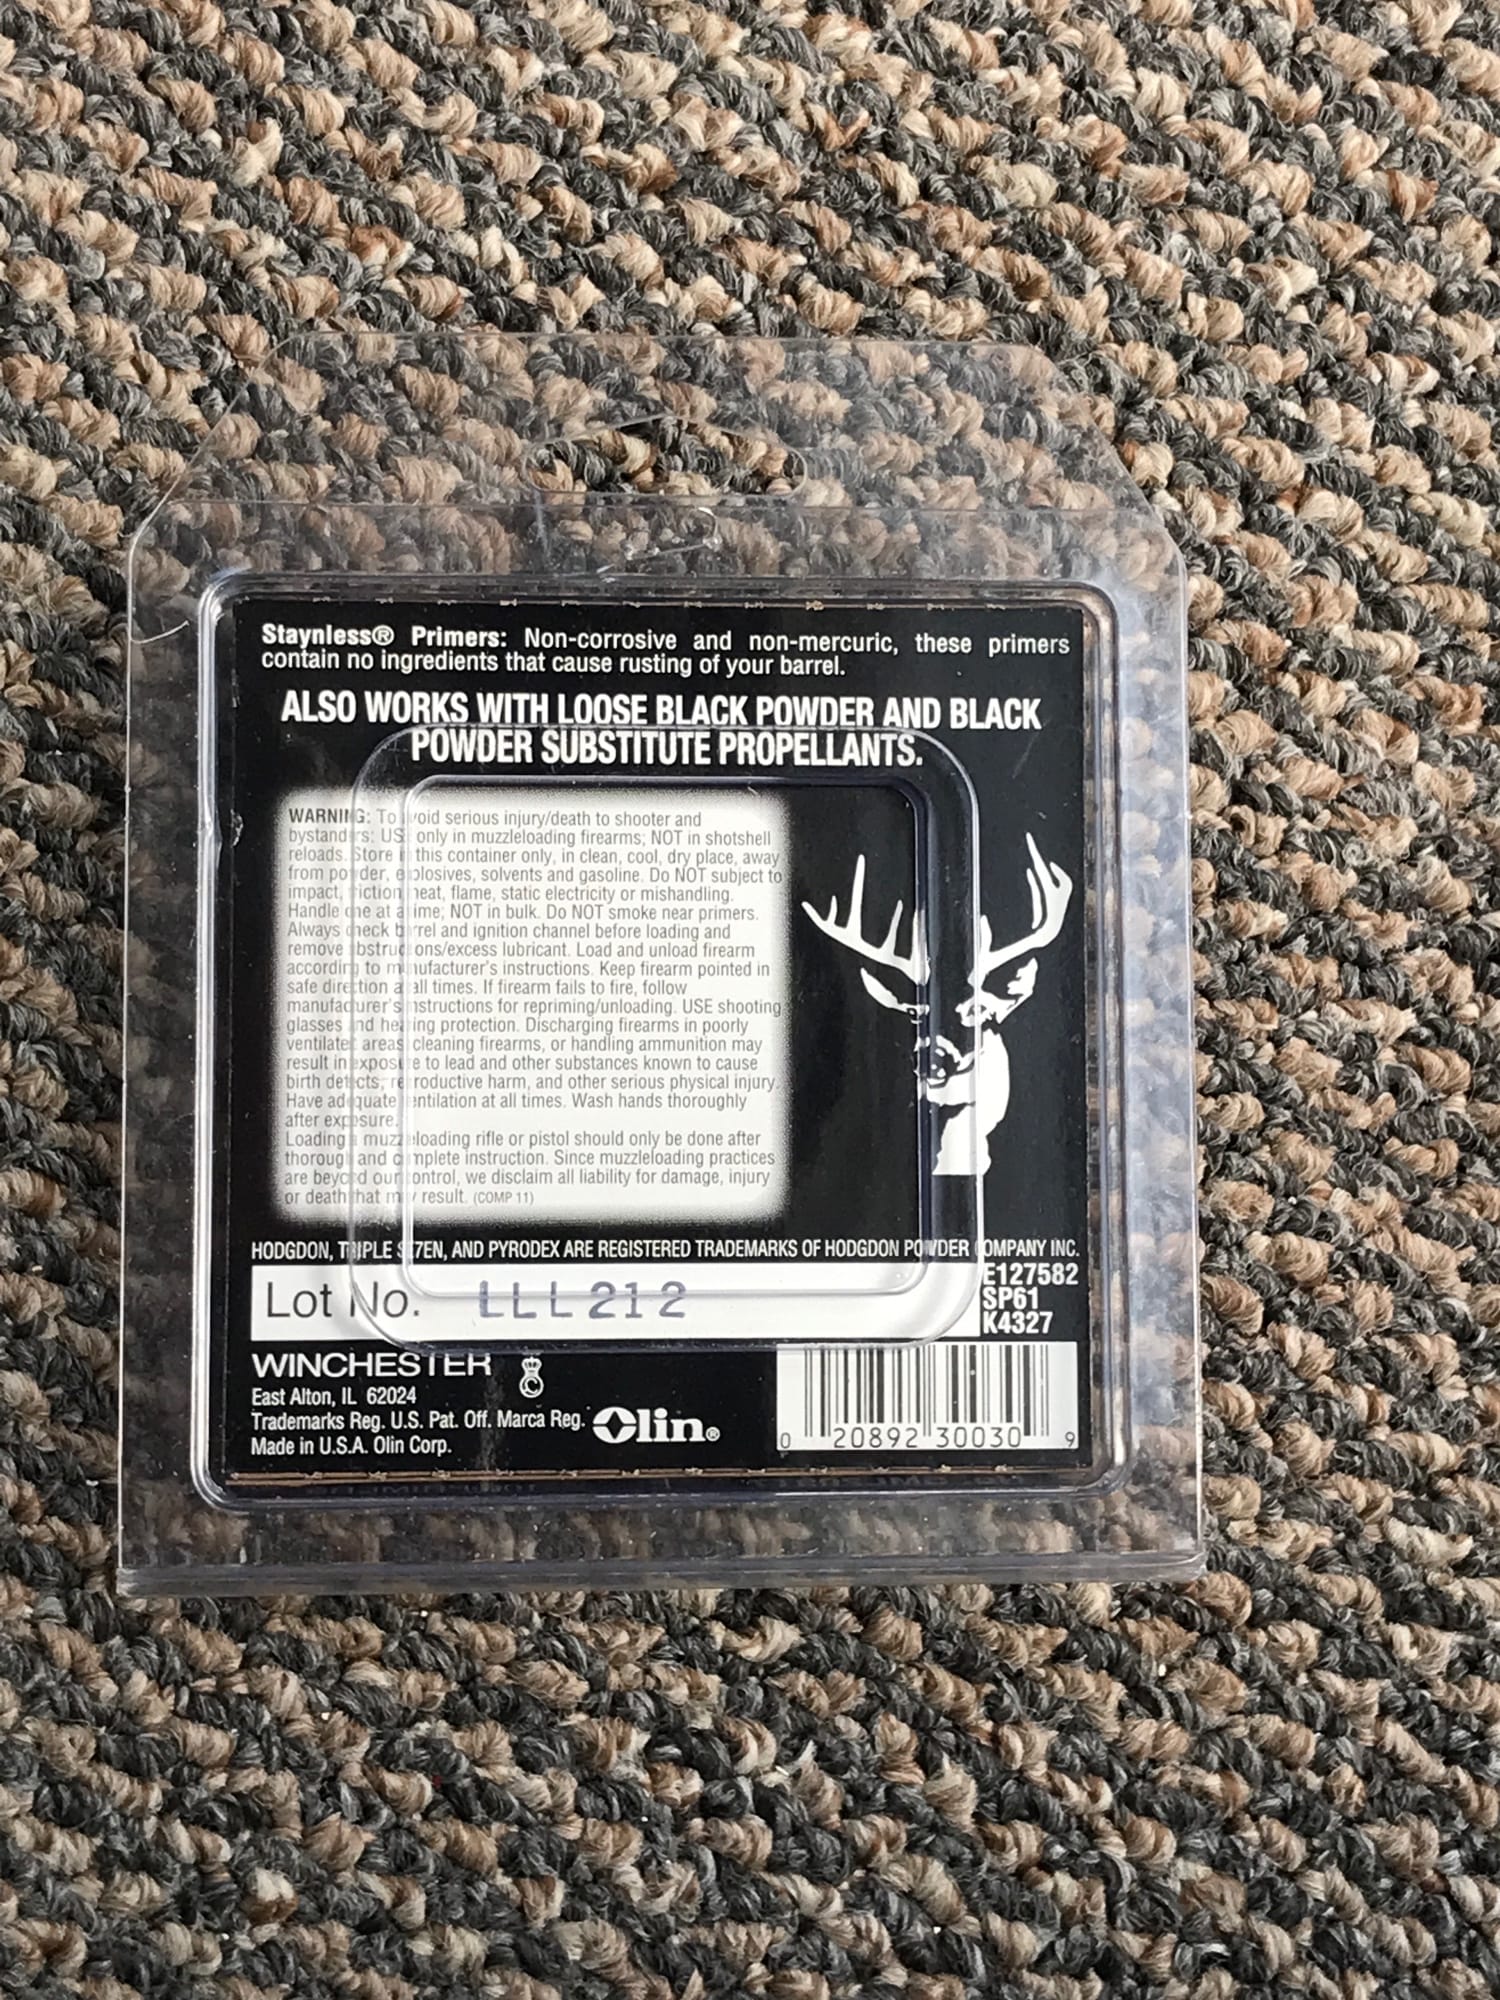 Staynless® Primers: Non-corrosive and non-mercuric, these primers
contain no ingredients that cause rusting of your barrel.
ALSO WORKS WITH LOOSE BLACK POWDER AND BLACK
POWDER SUBSTITUTE PROPELLANTS.
WARNING: To avoid serious injury/death to shooter and
bystanders: USE only in muzzleloading firearms; NOT in shotshell
reloads. Store in this container only, in clean, cool, dry place, away
from powder, explosives, solvents and gasoline. Do NOT subject to
impact, friction, heat, flame, static electricity or mishandling.
Handle one at a time; NOT in bulk. Do NOT smoke near primers.
Always check barrel and ignition channel before loading and
remove obstructions/excess lubricant. Load and unload firearm
according to manufacturer's instructions. Keep firearm pointed in
safe direction at all times. If firearm fails to fire, follow
manufacturer's instructions for repriming/unloading. USE shooting
glasses and hearing protection. Discharging firearms in poorly
ventilated areas, cleaning firearms, or handling ammunition may
result in exposure to lead and other substances known to cause
birth defects, reproductive harm, and other serious physical injury.
Have adequate ventilation at all times. Wash hands thoroughly
after exposure.
Loading a muzzleloading rifle or pistol should only be done after
thorough and complete instruction. Since muzzleloading practices
are beyond our control, we disclaim all liability for damage, injury
or death that may result. (COMP 11)
HODGDON, TRIPLE SE7EN, AND PYRODEX ARE REGISTERED TRADEMARKS OF HODGDON POWDER COMPANY INC.
Lot No. LLL212
E127582
SP61
K4327
WINCHESTER
East Alton, IL 62024
Trademarks Reg. U.S. Pat. Off. Marca Reg.
Made in U.S.A. Olin Corp.
Olin®
0 20892 30030 9